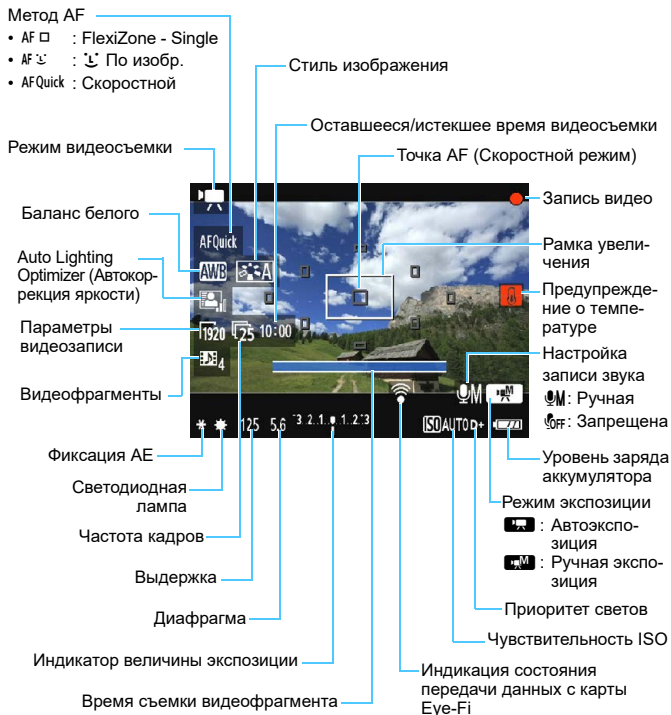 Метод AF
• AF □ : FlexiZone - Single
• AF : По изобр.
• AFQuick : Скоростной
Стиль изображения
Оставшееся/истекшее время видеосъемки
Режим видеосъемки
Точка AF (Скоростной режим)
Запись видео
Баланс белого
Рамка увели-
чения
Auto Lighting
Optimizer (Автокор-
рекция яркости)
Предупрежде-
ние о темпе-
ратуре
Параметры
видеозаписи
Настройка
записи звука
M : Ручная
OFF : Запрещена
Видеофрагменты
AFQuick
AWB
A
1920 25 10:00
4
M M
125 5.6 -3..2..1..0..1..2.:3 ISO AUTO D+
Фиксация AE
Уровень заряда
аккумулятора
Светодиодная
лампа
Режим экспозиции
: Автоэкспо-
зиция
M : Ручная экспо-
зиция
Частота кадров
Выдержка
Приоритет светов
Диафрагма
Чувствительность ISO
Индикатор величины экспозиции
Индикация состояния
передачи данных с карты
Eye-Fi
Время съемки видеофрагмента